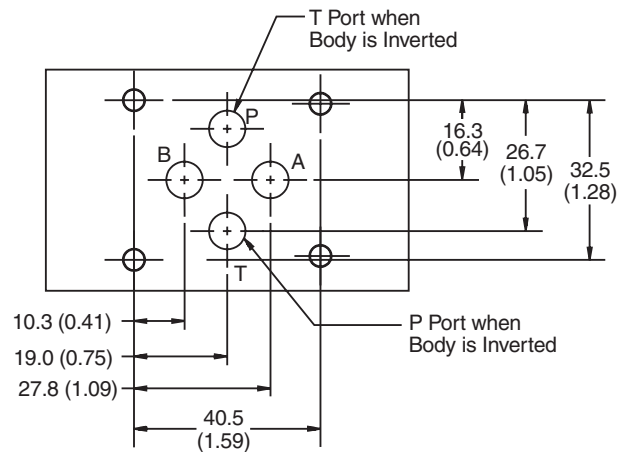 T Port when
Body is Inverted
P
B
A
T
16.3
(0.64)
26.7
(1.05)
32.5
(1.28)
10.3 (0.41)
19.0 (0.75)
27.8 (1.09)
40.5
(1.59)
P Port when
Body is Inverted